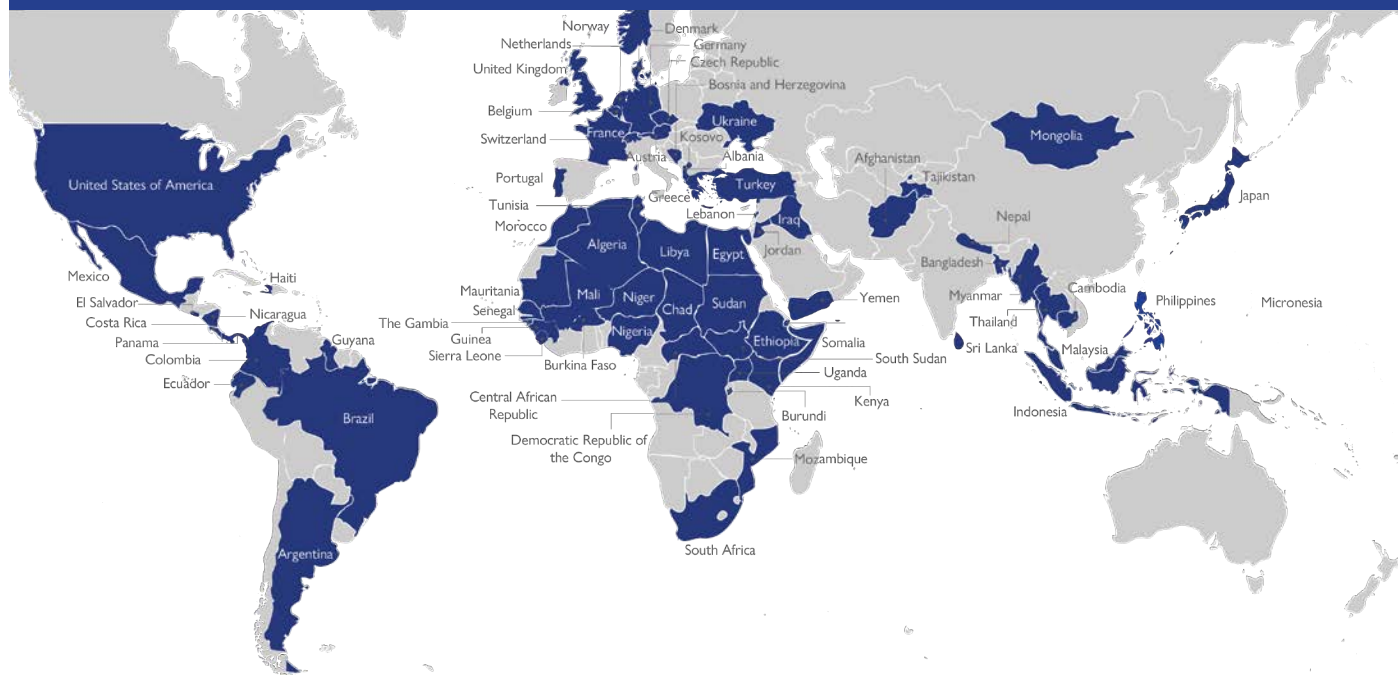 Norway
Denmark
Netherlands
Germany
Czech Republic
United Kingdom
Bosnia and Herzegovina
Belgium
Ukraine
France
Switzerland
Kosovo
Mongolia
Austria
Albania
Afghanistan
United States of America
Portugal
Turkey
Tajikistan
Greece
Japan
Tunisia
Lebanon
Iraq
Nepal
Morocco
Algeria
Libya
Egypt
Jordan
Bangladesh
Mexico
Haiti
Mauritania
Mali
Niger
Chad
Sudan
Yemen
Myanmar
Cambodia
Philippines
Micronesia
El Salvador
Nicaragua
Senegal
The Gambia
Nigeria
Thailand
Costa Rica
Panama
Guyana
Guinea
Ethiopia
Somalia
Sri Lanka
Malaysia
Colombia
Sierra Leone
Burkina Faso
South Sudan
Ecuador
Uganda
Central African
Republic
Kenya
Burundi
Indonesia
Brazil
Democratic Republic of
the Congo
Mozambique
South Africa
Argentina